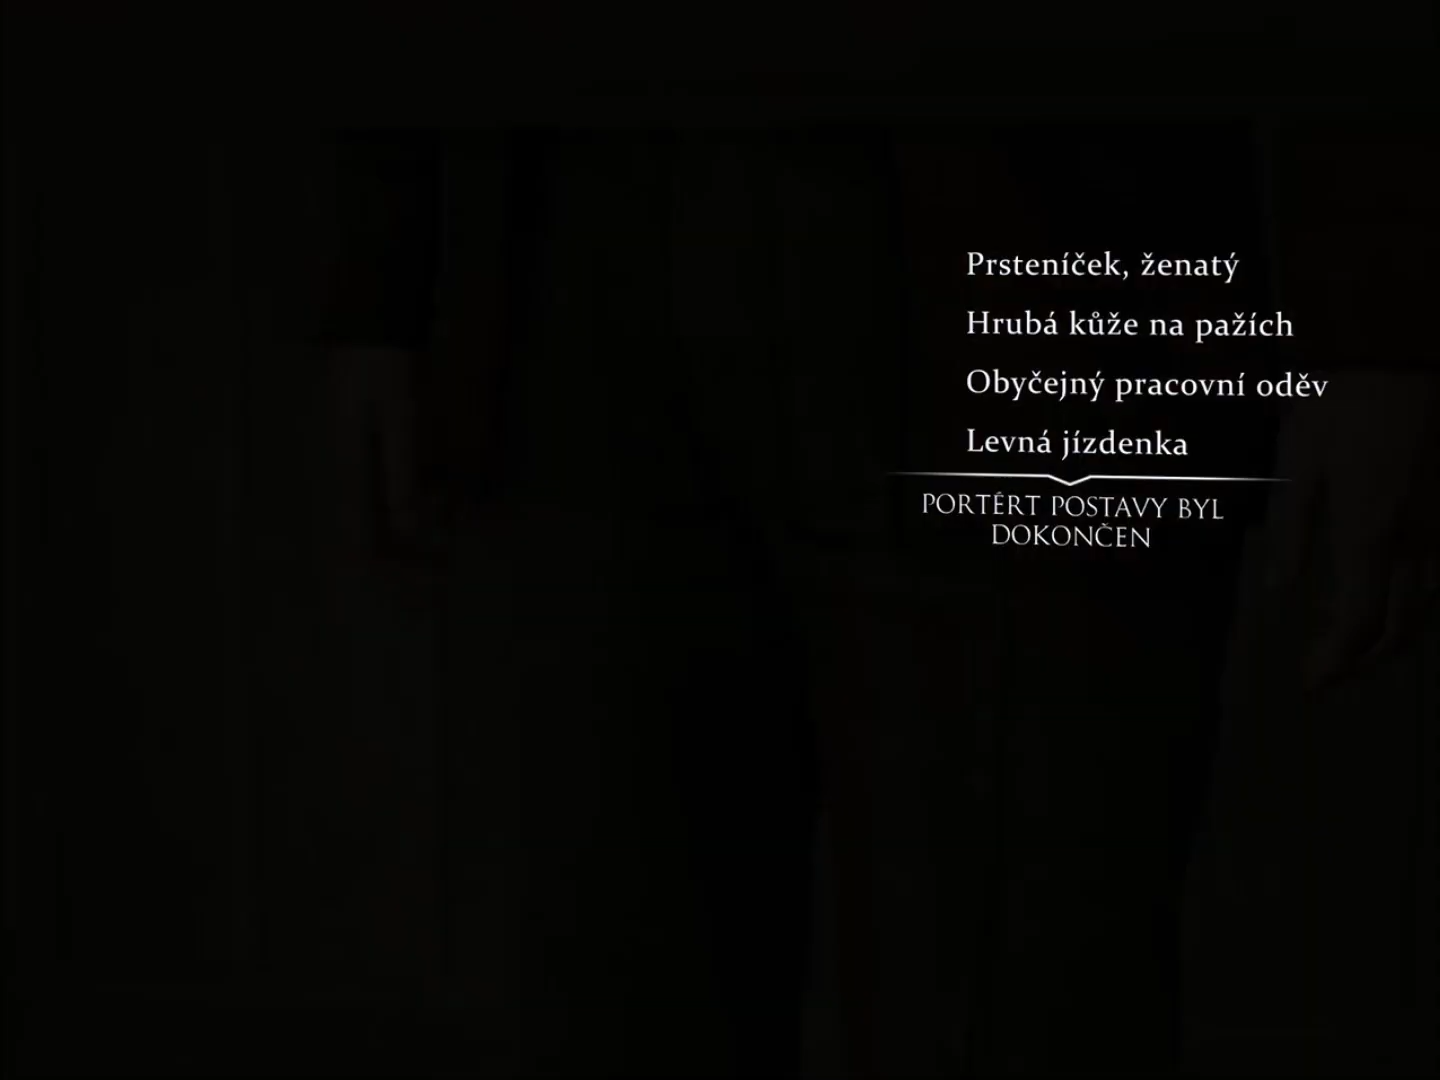 Prsteníček, ženatý
Hrubá kůže na pažích
Obyčejný pracovní oděv
Levná jízdenka
PORTÉRT POSTAVY BYL
DOKONČEN